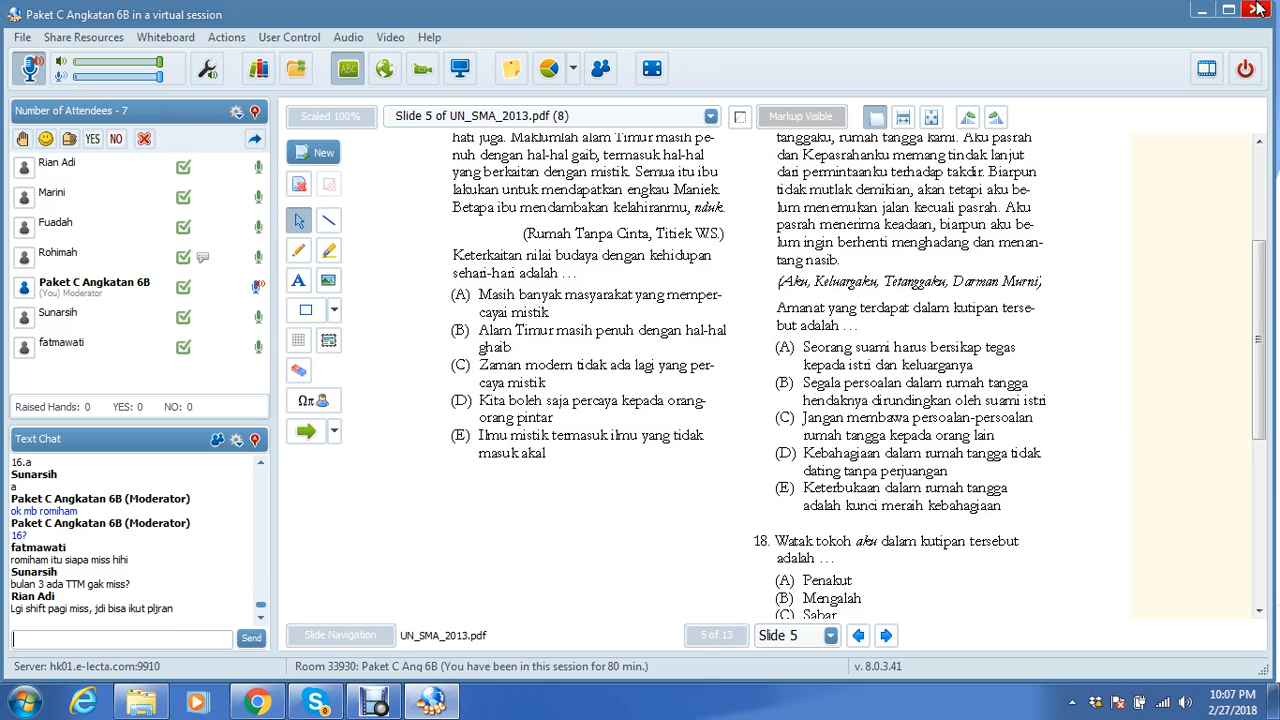 Paket C Angkatan 6B in a virtual session
File Share Resources Whiteboard Actions User Control Audio Video Help
ABC
Number of Attendees - 7
YES NO
Rian Adi
Marini
Fuadah
Rohimah
Paket C Angkatan 6B
(You) Moderator
Sunarsih
fatmawati
Raised Hands: 0 YES: 0 NO: 0
Text Chat
16.a
Sunarsih
a
Paket C Angkatan 6B (Moderator)
ok mb romiham
Paket C Angkatan 6B (Moderator)
16?
fatmawati
romiham itu siapa miss hihi
Sunarsih
bulan 3 ada TTM gak miss?
Rian Adi
Lgi shift pagi miss, jdi bisa ikut pljran
Send
Scaled 100%
Slide 5 of UN_SMA_2013.pdf (8)
Markup Visible
New
A
Ωπ
hati juga. Maklumlah alam Timur masih pe-
nuh dengan hal-hal gaib, termasuk hal-hal
yang berkaitan dengan mistik. Semua itu ibu
lakukan untuk mendapatkan engkau Maniek.
Betapa ibu mendambakan kelahiranmu, nduk.
(Rumah Tanpa Cinta, Titiek W.S.)
Keterkaitan nilai budaya dengan kehidupan
sehari-hari adalah …
(A) Masih banyak masyarakat yang memper-
cayai mistik
(B) Alam Timur masih penuh dengan hal-hal
ghaib
(C) Zaman modern tidak ada lagi yang per-
caya mistik
(D) Kita boleh saja percaya kepada orang-
orang pintar
(E) Ilmu mistik termasuk ilmu yang tidak
masuk akal
tanggaku, rumah tangga kami. Aku pasrah
dan Kepasrahanku memang tindak lanjut
dari permintaanku terhadap takdir. Biarpun
tidak mutlak demikian, akan tetapi aku be-
lum menemukan jalan kecuali pasrah. Aku
pasrah menerima keadaan, biarpun aku be-
lum ingin berhenti menghadang dan menan-
tang nasib.
(Aku, Keluargaku, Tetanggaku, Darman Murni)
Amanat yang terdapat dalam kutipan terse-
but adalah …
(A) Seorang suami harus bersikap tegas
kepada istri dan keluarganya
(B) Segala persoalan dalam rumah tangga
hendaknya dirundingkan oleh suami istri
(C) Jangan membawa persoalan-persoalan
rumah tangga kepada orang lain
(D) Kebahagiaan dalam rumah tangga tidak
dating tanpa perjuangan
(E) Keterbukaan dalam rumah tangga
adalah kunci meraih kebahagiaan
18. Watak tokoh aku dalam kutipan tersebut
adalah …
(A) Penakut
(B) Mengalah
(C) Sabar
Slide Navigation
UN_SMA_2013.pdf
5 of 13
Slide 5
Server: hk01.e-lecta.com:9910
Room 33930: Paket C Ang 6B (You have been in this session for 80 min.)
v. 8.0.3.41
8
10:07 PM
2/27/2018